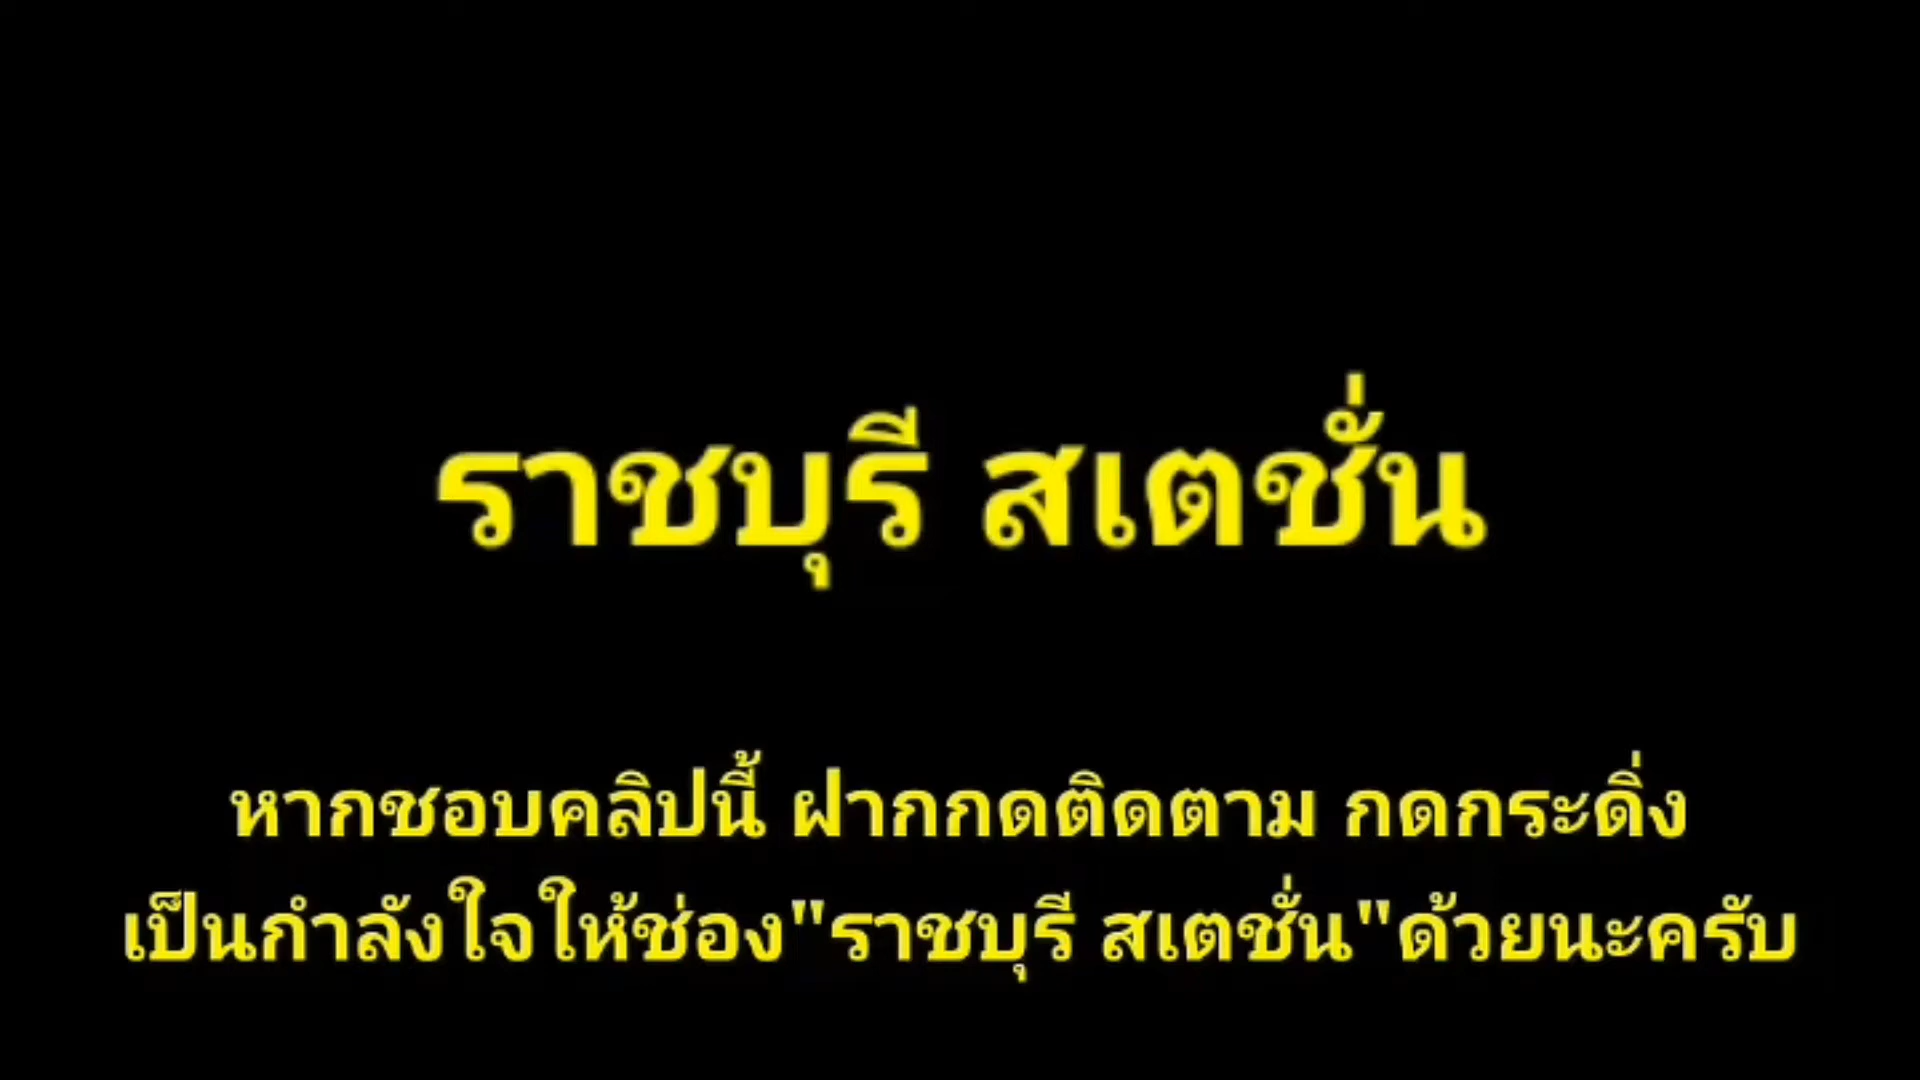 ราชบุรี สเตชั่น
หากชอบคลิปนี้ ฝากกดติดตาม กดกระดิ่ง
เป็นกำลังใจให้ช่อง"ราชบุรี สเตชั่น"ด้วยนะครับ